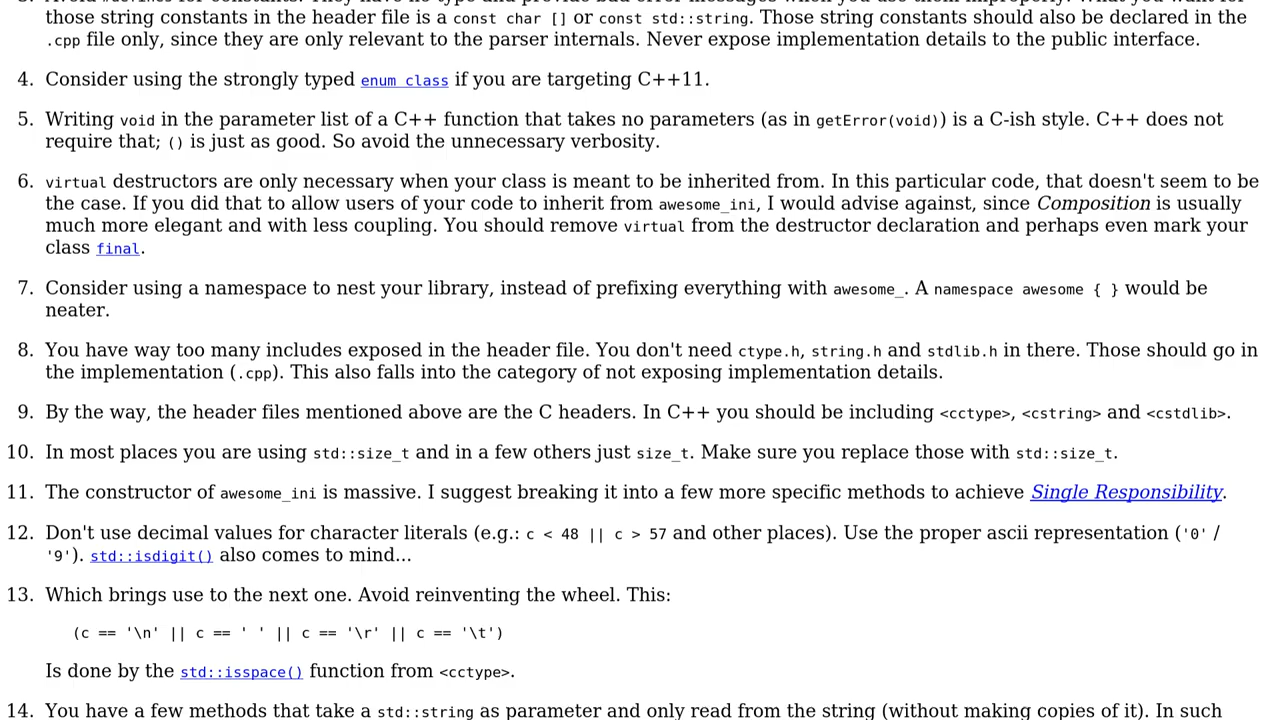 those string constants in the header file is a const char [] or const std::string. Those string constants should also be declared in the
.cpp file only, since they are only relevant to the parser internals. Never expose implementation details to the public interface.
4. Consider using the strongly typed enum class if you are targeting C++11.
5. Writing void in the parameter list of a C++ function that takes no parameters (as in getError(void)) is a C-ish style. C++ does not
require that; () is just as good. So avoid the unnecessary verbosity.
6. virtual destructors are only necessary when your class is meant to be inherited from. In this particular code, that doesn't seem to be
the case. If you did that to allow users of your code to inherit from awesome_ini, I would advise against, since Composition is usually
much more elegant and with less coupling. You should remove virtual from the destructor declaration and perhaps even mark your
class final.
7. Consider using a namespace to nest your library, instead of prefixing everything with awesome_. A namespace awesome { } would be
neater.
8. You have way too many includes exposed in the header file. You don't need ctype.h, string.h and stdlib.h in there. Those should go in
the implementation (.cpp). This also falls into the category of not exposing implementation details.
9. By the way, the header files mentioned above are the C headers. In C++ you should be including <cctype>, <cstring> and <cstdlib>.
10. In most places you are using std::size_t and in a few others just size_t. Make sure you replace those with std::size_t.
11. The constructor of awesome_ini is massive. I suggest breaking it into a few more specific methods to achieve Single Responsibility.
12. Don't use decimal values for character literals (e.g.: c < 48 || c > 57 and other places). Use the proper ascii representation ('0' /
'9'). std::isdigit() also comes to mind...
13. Which brings use to the next one. Avoid reinventing the wheel. This:
(c == '\n' || c == ' ' || c == '\r' || c == '\t')
Is done by the std::isspace() function from <cctype>.
14. You have a few methods that take a std::string as parameter and only read from the string (without making copies of it). In such